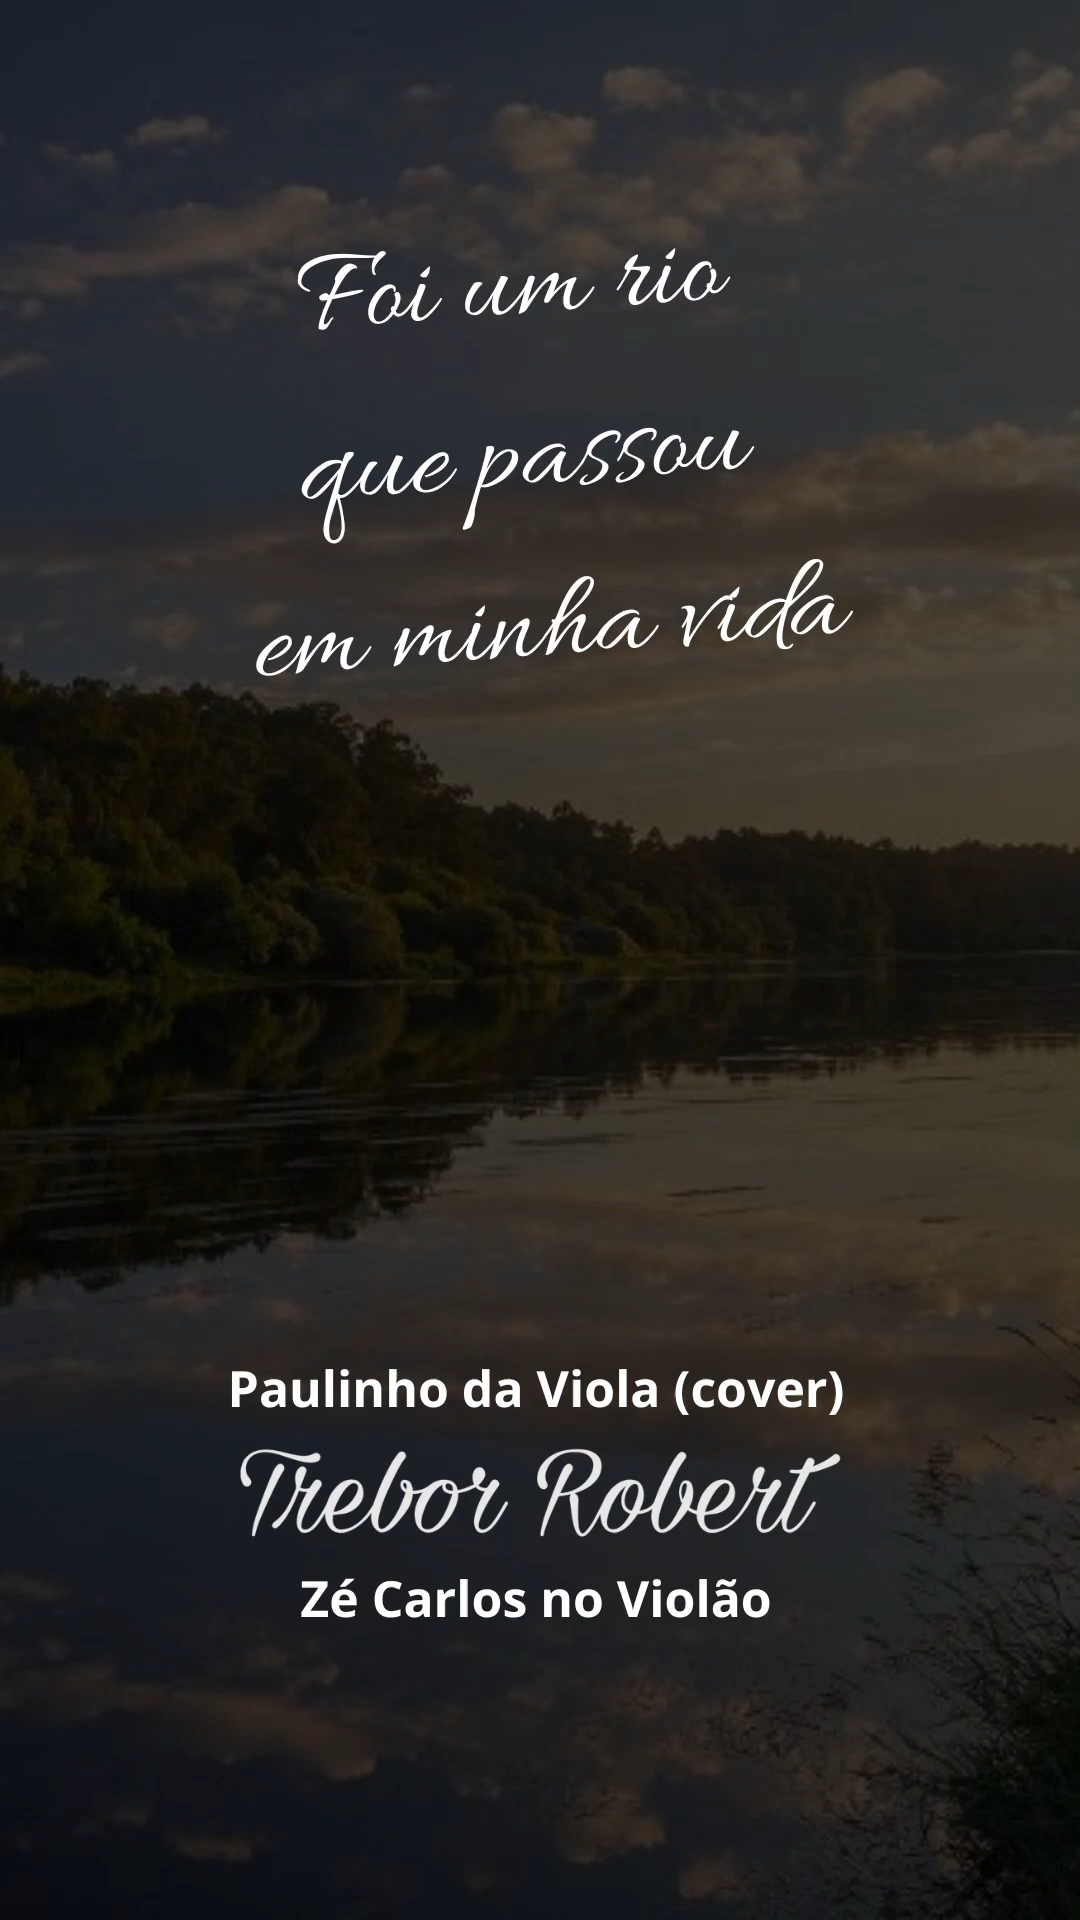 Foi um rio
que passou
em minha vida
Paulinho da Viola (cover)
Trebor Robert
Zé Carlos no Violão